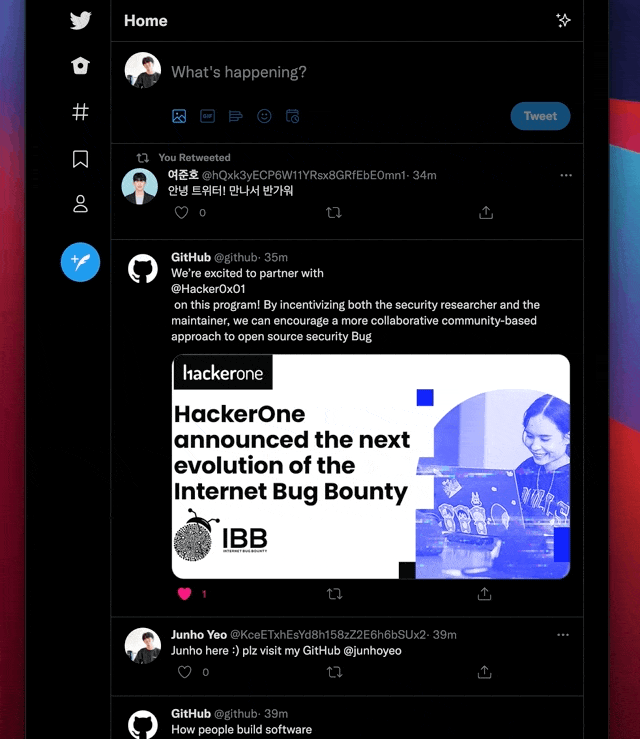 Home
What's happening?
GIF
Tweet
You Retweeted
여준호 @hQxk3yECP6W11YRsx8GRfEbE0mn1· 34m
안녕 트위터! 만나서 반가워
0
GitHub @github· 35m
We're excited to partner with
@Hacker0x01
on this program! By incentivizing both the security researcher and the
maintainer, we can encourage a more collaborative community-based
approach to open source security Bug
hackerone
HackerOne
announced the next
evolution of the
Internet Bug Bounty
IBB
INTERNET BUG BOUNTY
1
Junho Yeo @KceETxhEsYd8h158zZ2E6h6bSUx2· 39m
Junho here :) plz visit my GitHub @junhoyeo
0
GitHub @github· 39m
How people build software